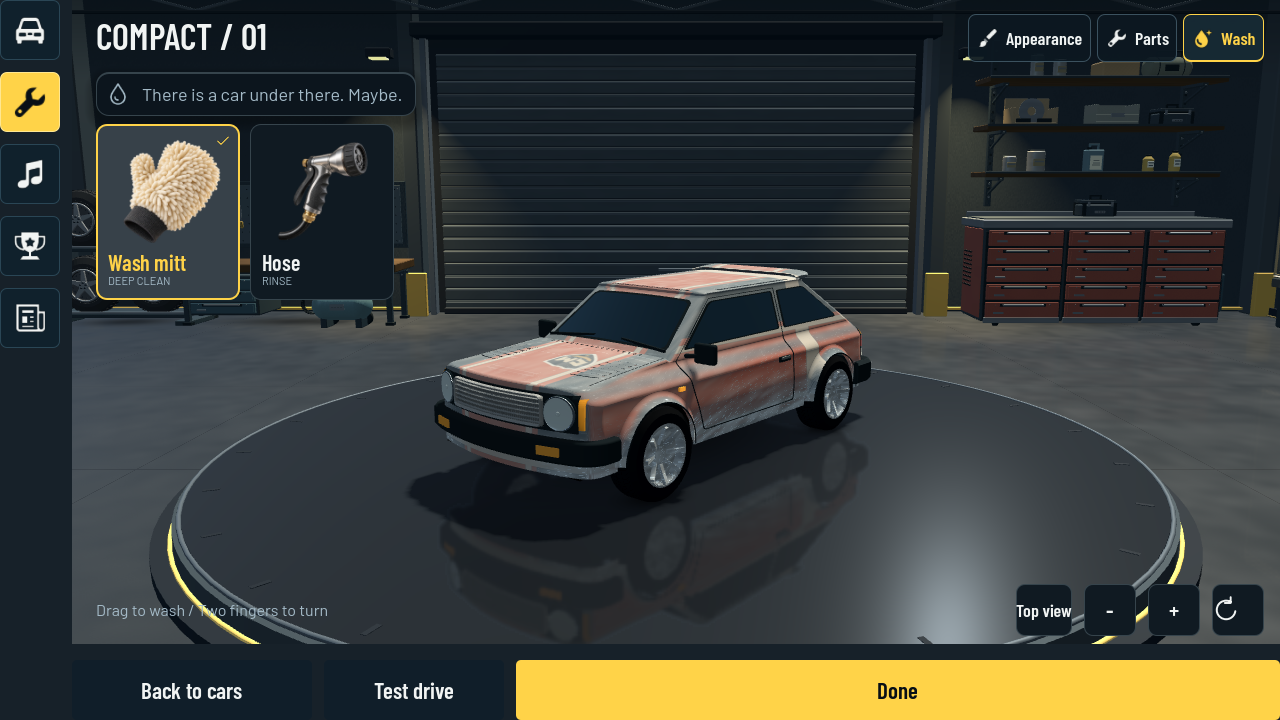 COMPACT / 01
Appearance
Parts
Wash
There is a car under there. Maybe.
Wash mitt
DEEP CLEAN
Hose
RINSE
Drag to wash / Two fingers to turn
Top view
-
+
Back to cars
Test drive
Done